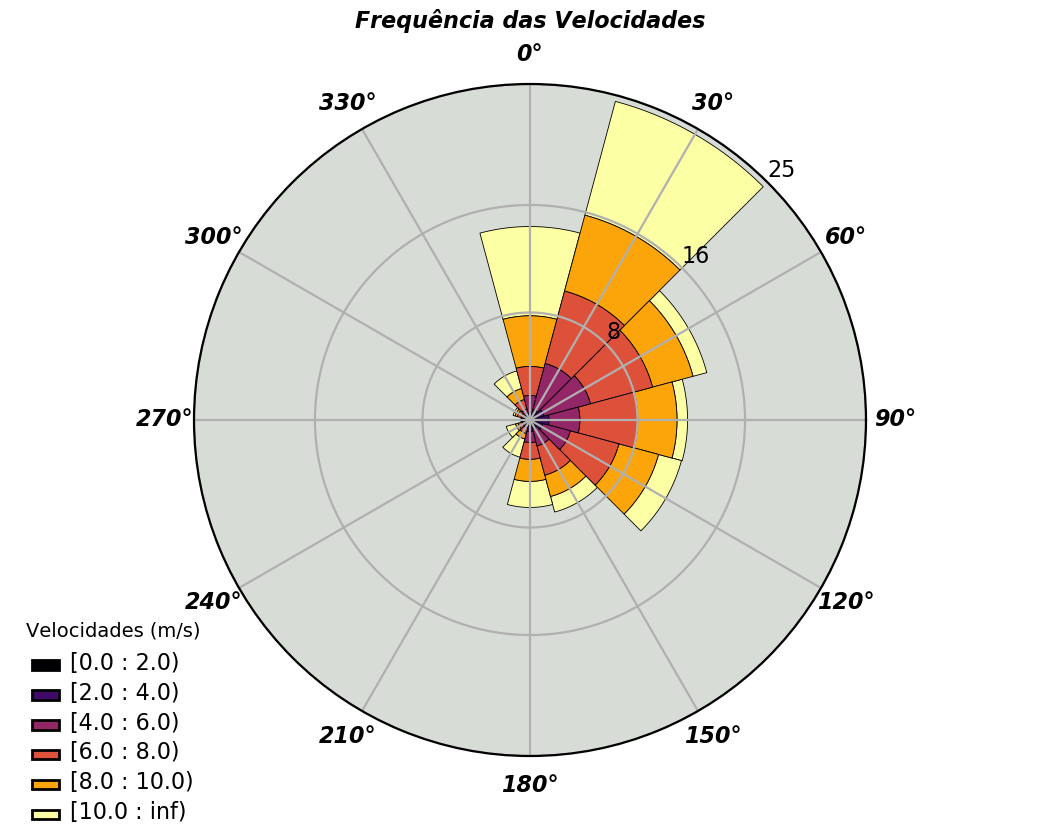 Frequência das Velocidades
0°
330°
30°
25
300°
60°
16
8
270°
90°
240°
120°
210°
150°
180°
Velocidades (m/s)
[0.0 : 2.0)
[2.0 : 4.0)
[4.0 : 6.0)
[6.0 : 8.0)
[8.0 : 10.0)
[10.0 : inf)